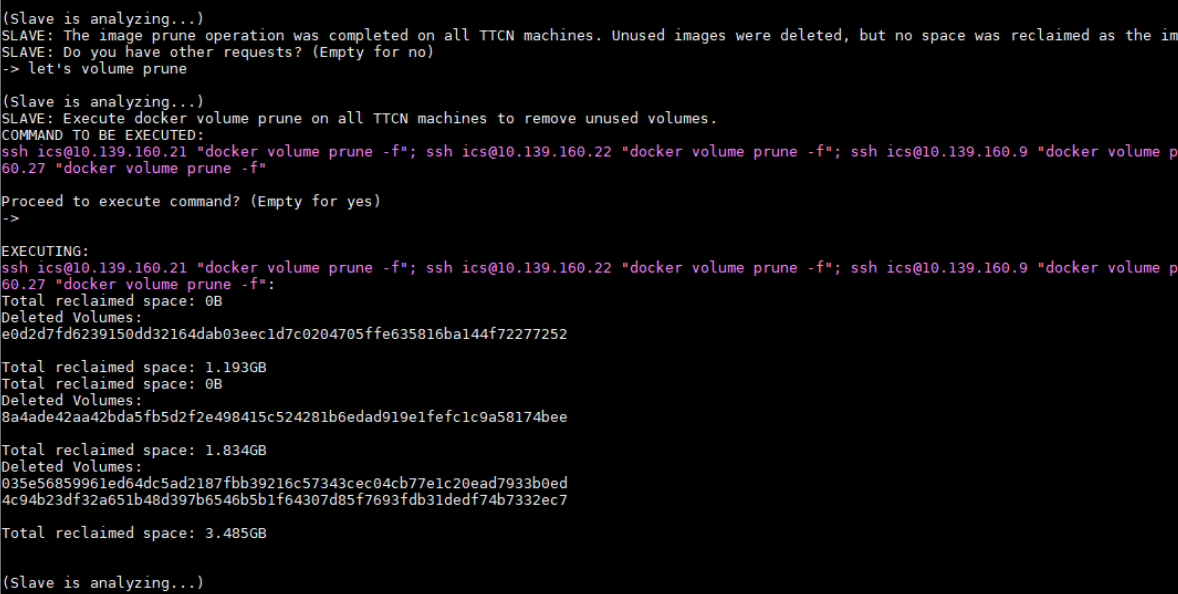 (Slave is analyzing...)
SLAVE: The image prune operation was completed on all TTCN machines. Unused images were deleted, but no space was reclaimed as the im
SLAVE: Do you have other requests? (Empty for no)
-> let's volume prune
(Slave is analyzing...)
SLAVE: Execute docker volume prune on all TTCN machines to remove unused volumes.
COMMAND TO BE EXECUTED:
ssh ics@10.139.160.21 "docker volume prune -f"; ssh ics@10.139.160.22 "docker volume prune -f"; ssh ics@10.139.160.9 "docker volume p
60.27 "docker volume prune -f"
Proceed to execute command? (Empty for yes)
->
EXECUTING:
ssh ics@10.139.160.21 "docker volume prune -f"; ssh ics@10.139.160.22 "docker volume prune -f"; ssh ics@10.139.160.9 "docker volume p
60.27 "docker volume prune -f":
Total reclaimed space: 0B
Deleted Volumes:
e0d2d7fd6239150dd32164dab03eec1d7c0204705ffe635816ba144f72277252
Total reclaimed space: 1.193GB
Total reclaimed space: 0B
Deleted Volumes:
8a4ade42aa42bda5fb5d2f2e498415c524281b6edad919e1fefc1c9a58174bee
Total reclaimed space: 1.834GB
Deleted Volumes:
035e56859961ed64dc5ad2187fbb39216c57343cec04cb77e1c20ead7933b0ed
4c94b23df32a651b48d397b6546b5b1f64307d85f7693fdb31dedf74b7332ec7
Total reclaimed space: 3.485GB
(Slave is analyzing...)